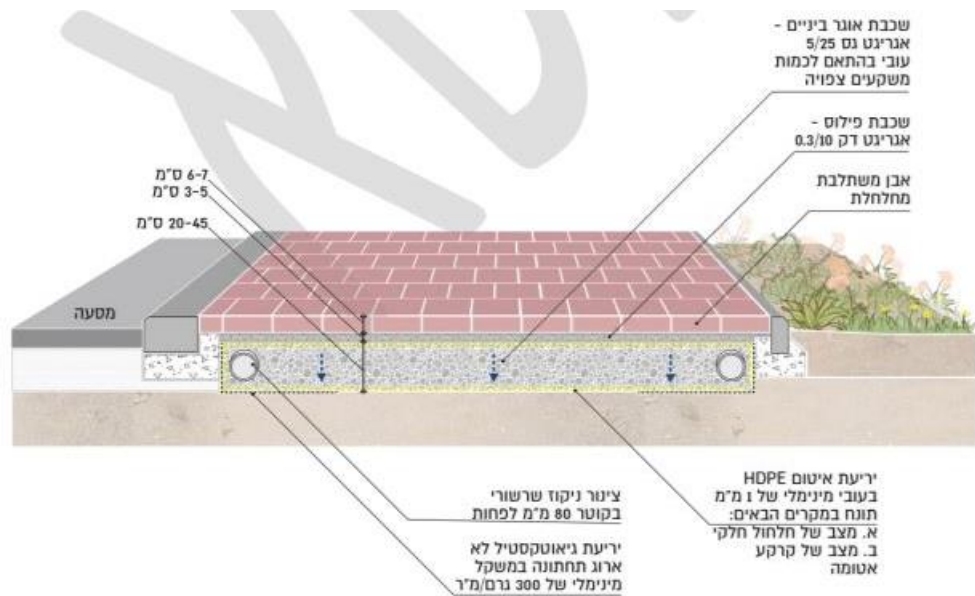 שכבת אוגר ביניים -
אגריגט גס 5/25
עובי בהתאם לכמות
משקעים צפויה
שכבת פילוס -
אגריגט דק 0.3/10
אבן משתלבת
מחלחלת
6-7 ס"מ
3-5 ס"מ
20-45 ס"מ
מסעה
יריעת איטום HDPE
בעובי מינימלי של 1 מ"מ
תונח במקרים הבאים:
א. מצב של חלחול חלקי
ב. מצב של קרקע
אטומה
צינור ניקוז שרשורי
בקוטר 80 מ"מ לפחות
יריעת גיאוטקסטיל לא
ארוג תחתונה במשקל
מינימלי של 300 גרם/מ"ר